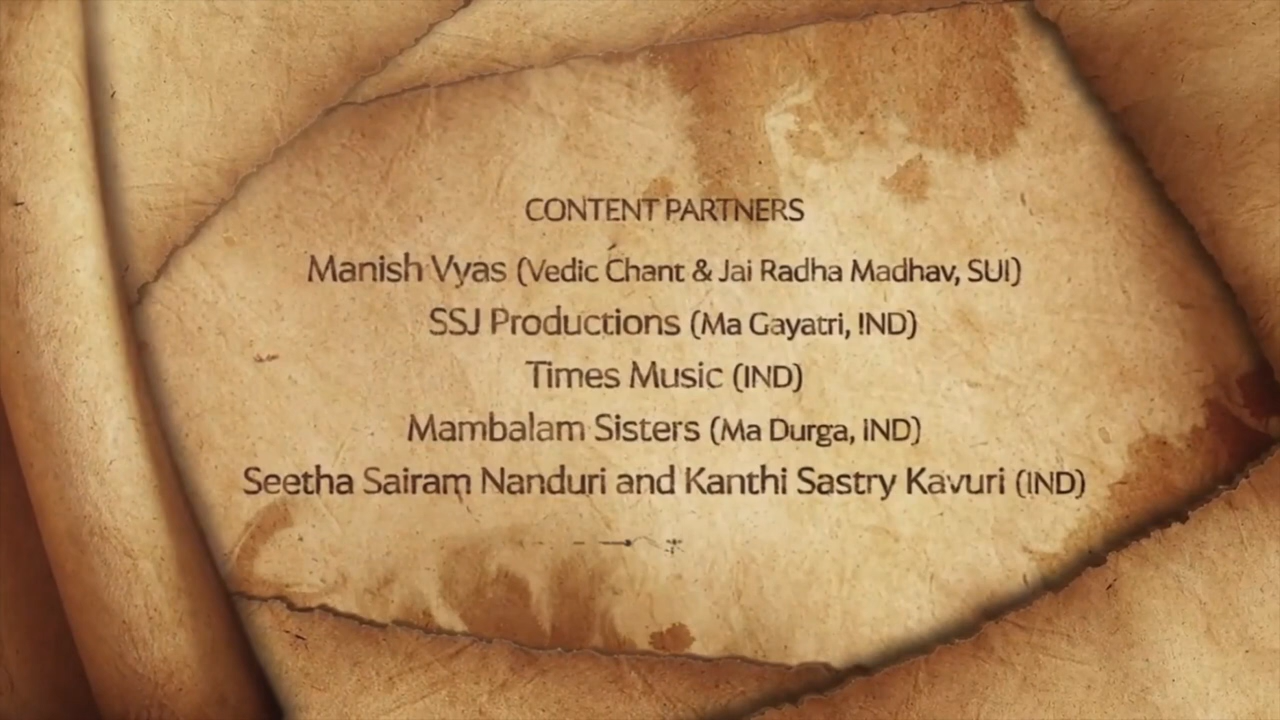 CONTENT PARTNERS
Manish Vyas (Vedic Chant & Jai Radha Madhav, SUI)
SSJ Productions (Ma Gayatri, IND)
Times Music (IND)
Mambalam Sisters (Ma Durga, IND)
Seetha Sairam Nanduri and Kanthi Sastry Kavuri (IND)